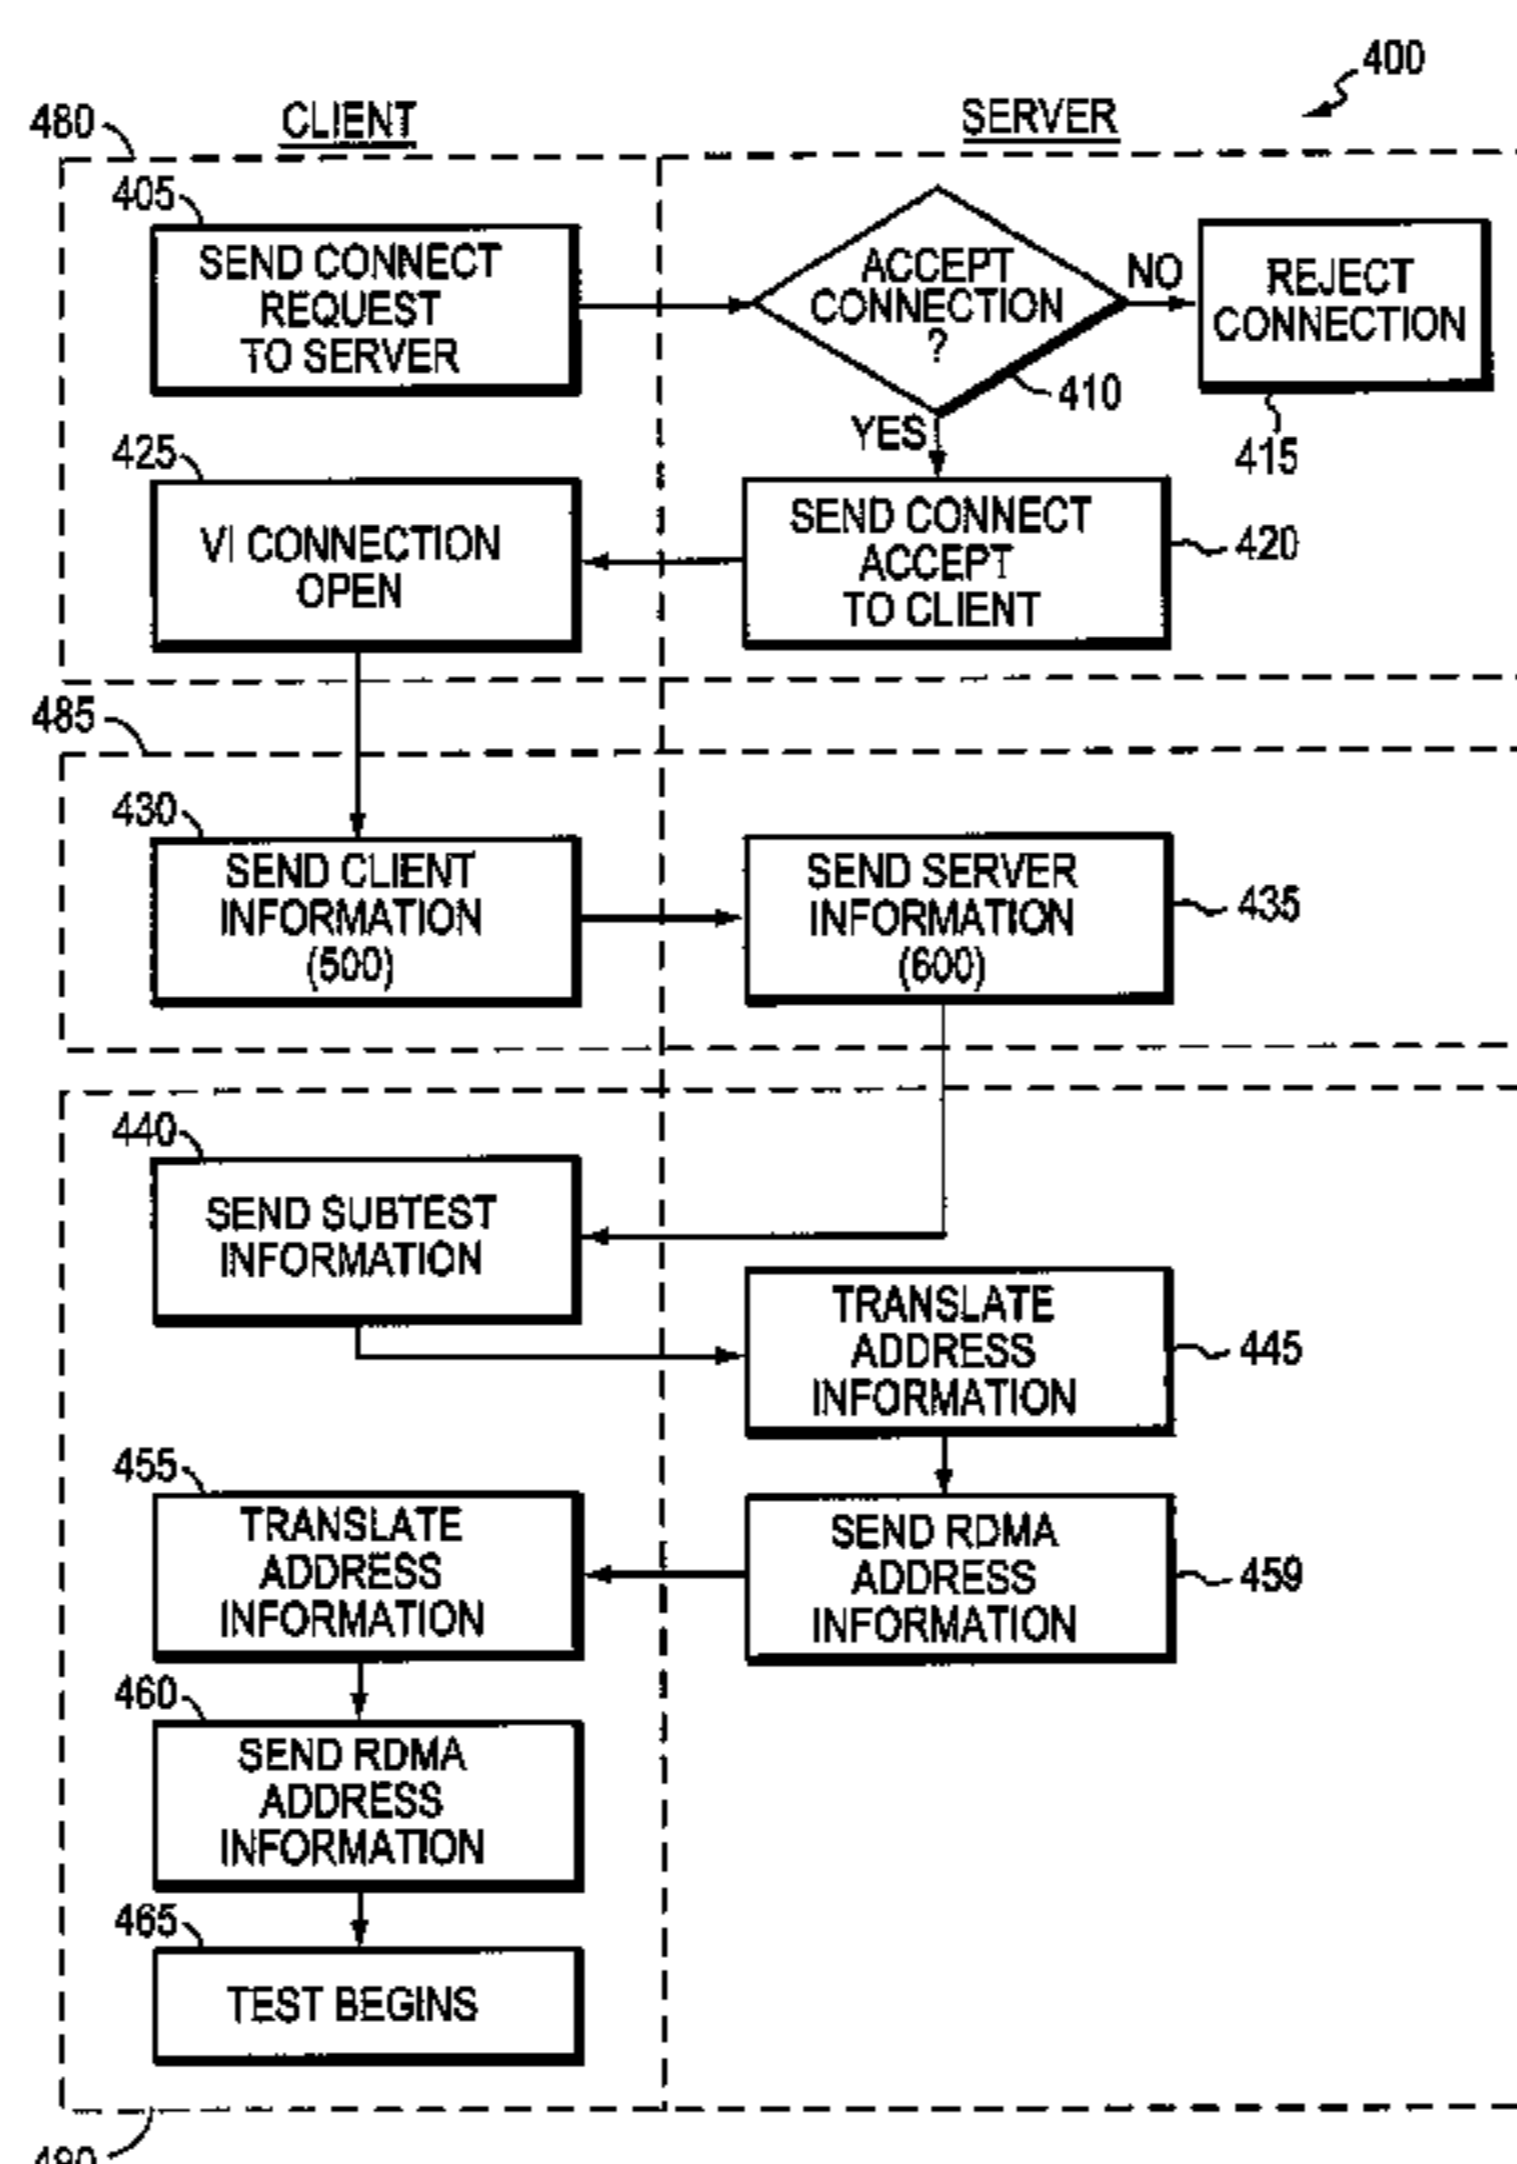 400
480
CLIENT
SERVER
405
SEND CONNECT
REQUEST
TO SERVER
ACCEPT
CONNECTION
?
NO
REJECT
CONNECTION
410
415
YES
425
VI CONNECTION
OPEN
SEND CONNECT
ACCEPT
TO CLIENT
420
485
430
SEND CLIENT
INFORMATION
(500)
SEND SERVER
INFORMATION
(600)
435
440
SEND SUBTEST
INFORMATION
TRANSLATE
ADDRESS
INFORMATION
445
455
TRANSLATE
ADDRESS
INFORMATION
SEND RDMA
ADDRESS
INFORMATION
459
460
SEND RDMA
ADDRESS
INFORMATION
465
TEST BEGINS